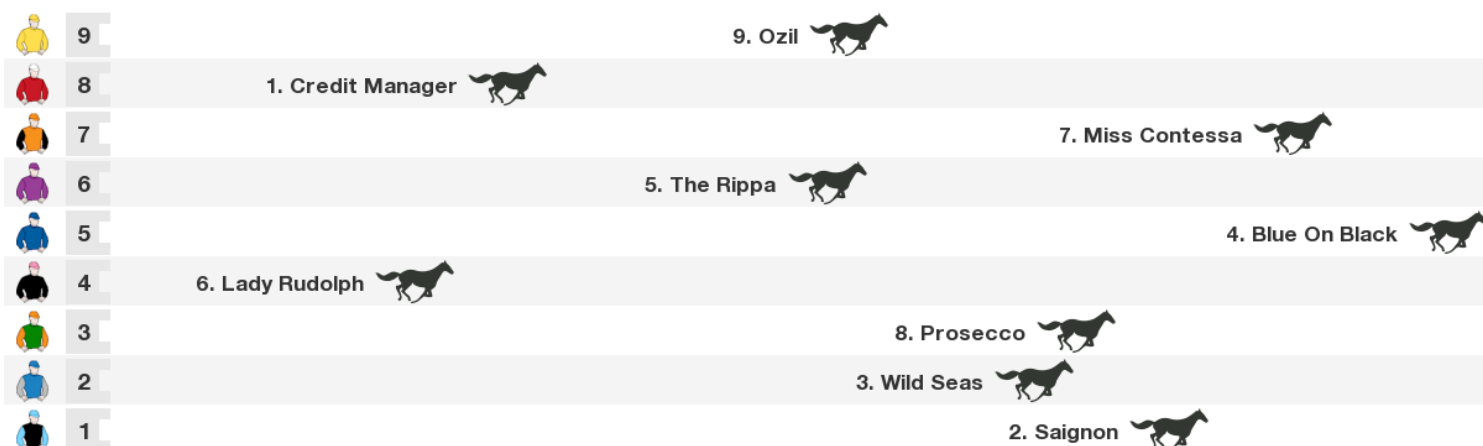 9 9. Ozil
8 1. Credit Manager
7 7. Miss Contessa
6 5. The Rippa
5 4. Blue On Black
4 6. Lady Rudolph
3 8. Prosecco
2 3. Wild Seas
1 2. Saignon